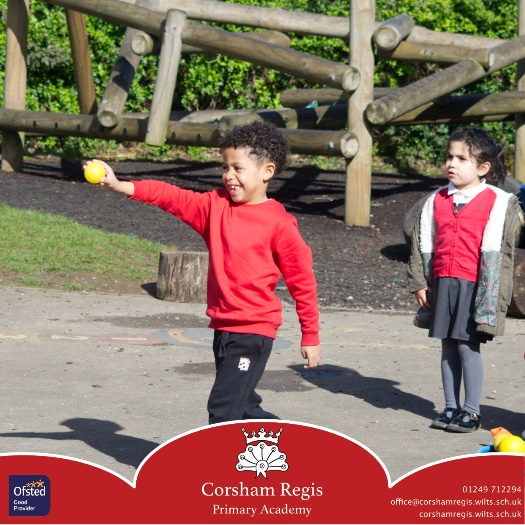 Ofsted
Good
Provider
Corsham Regis
Primary Academy
01249 712294
office@corshamregis.wilts.sch.uk
corshamregis.wilts.sch.uk